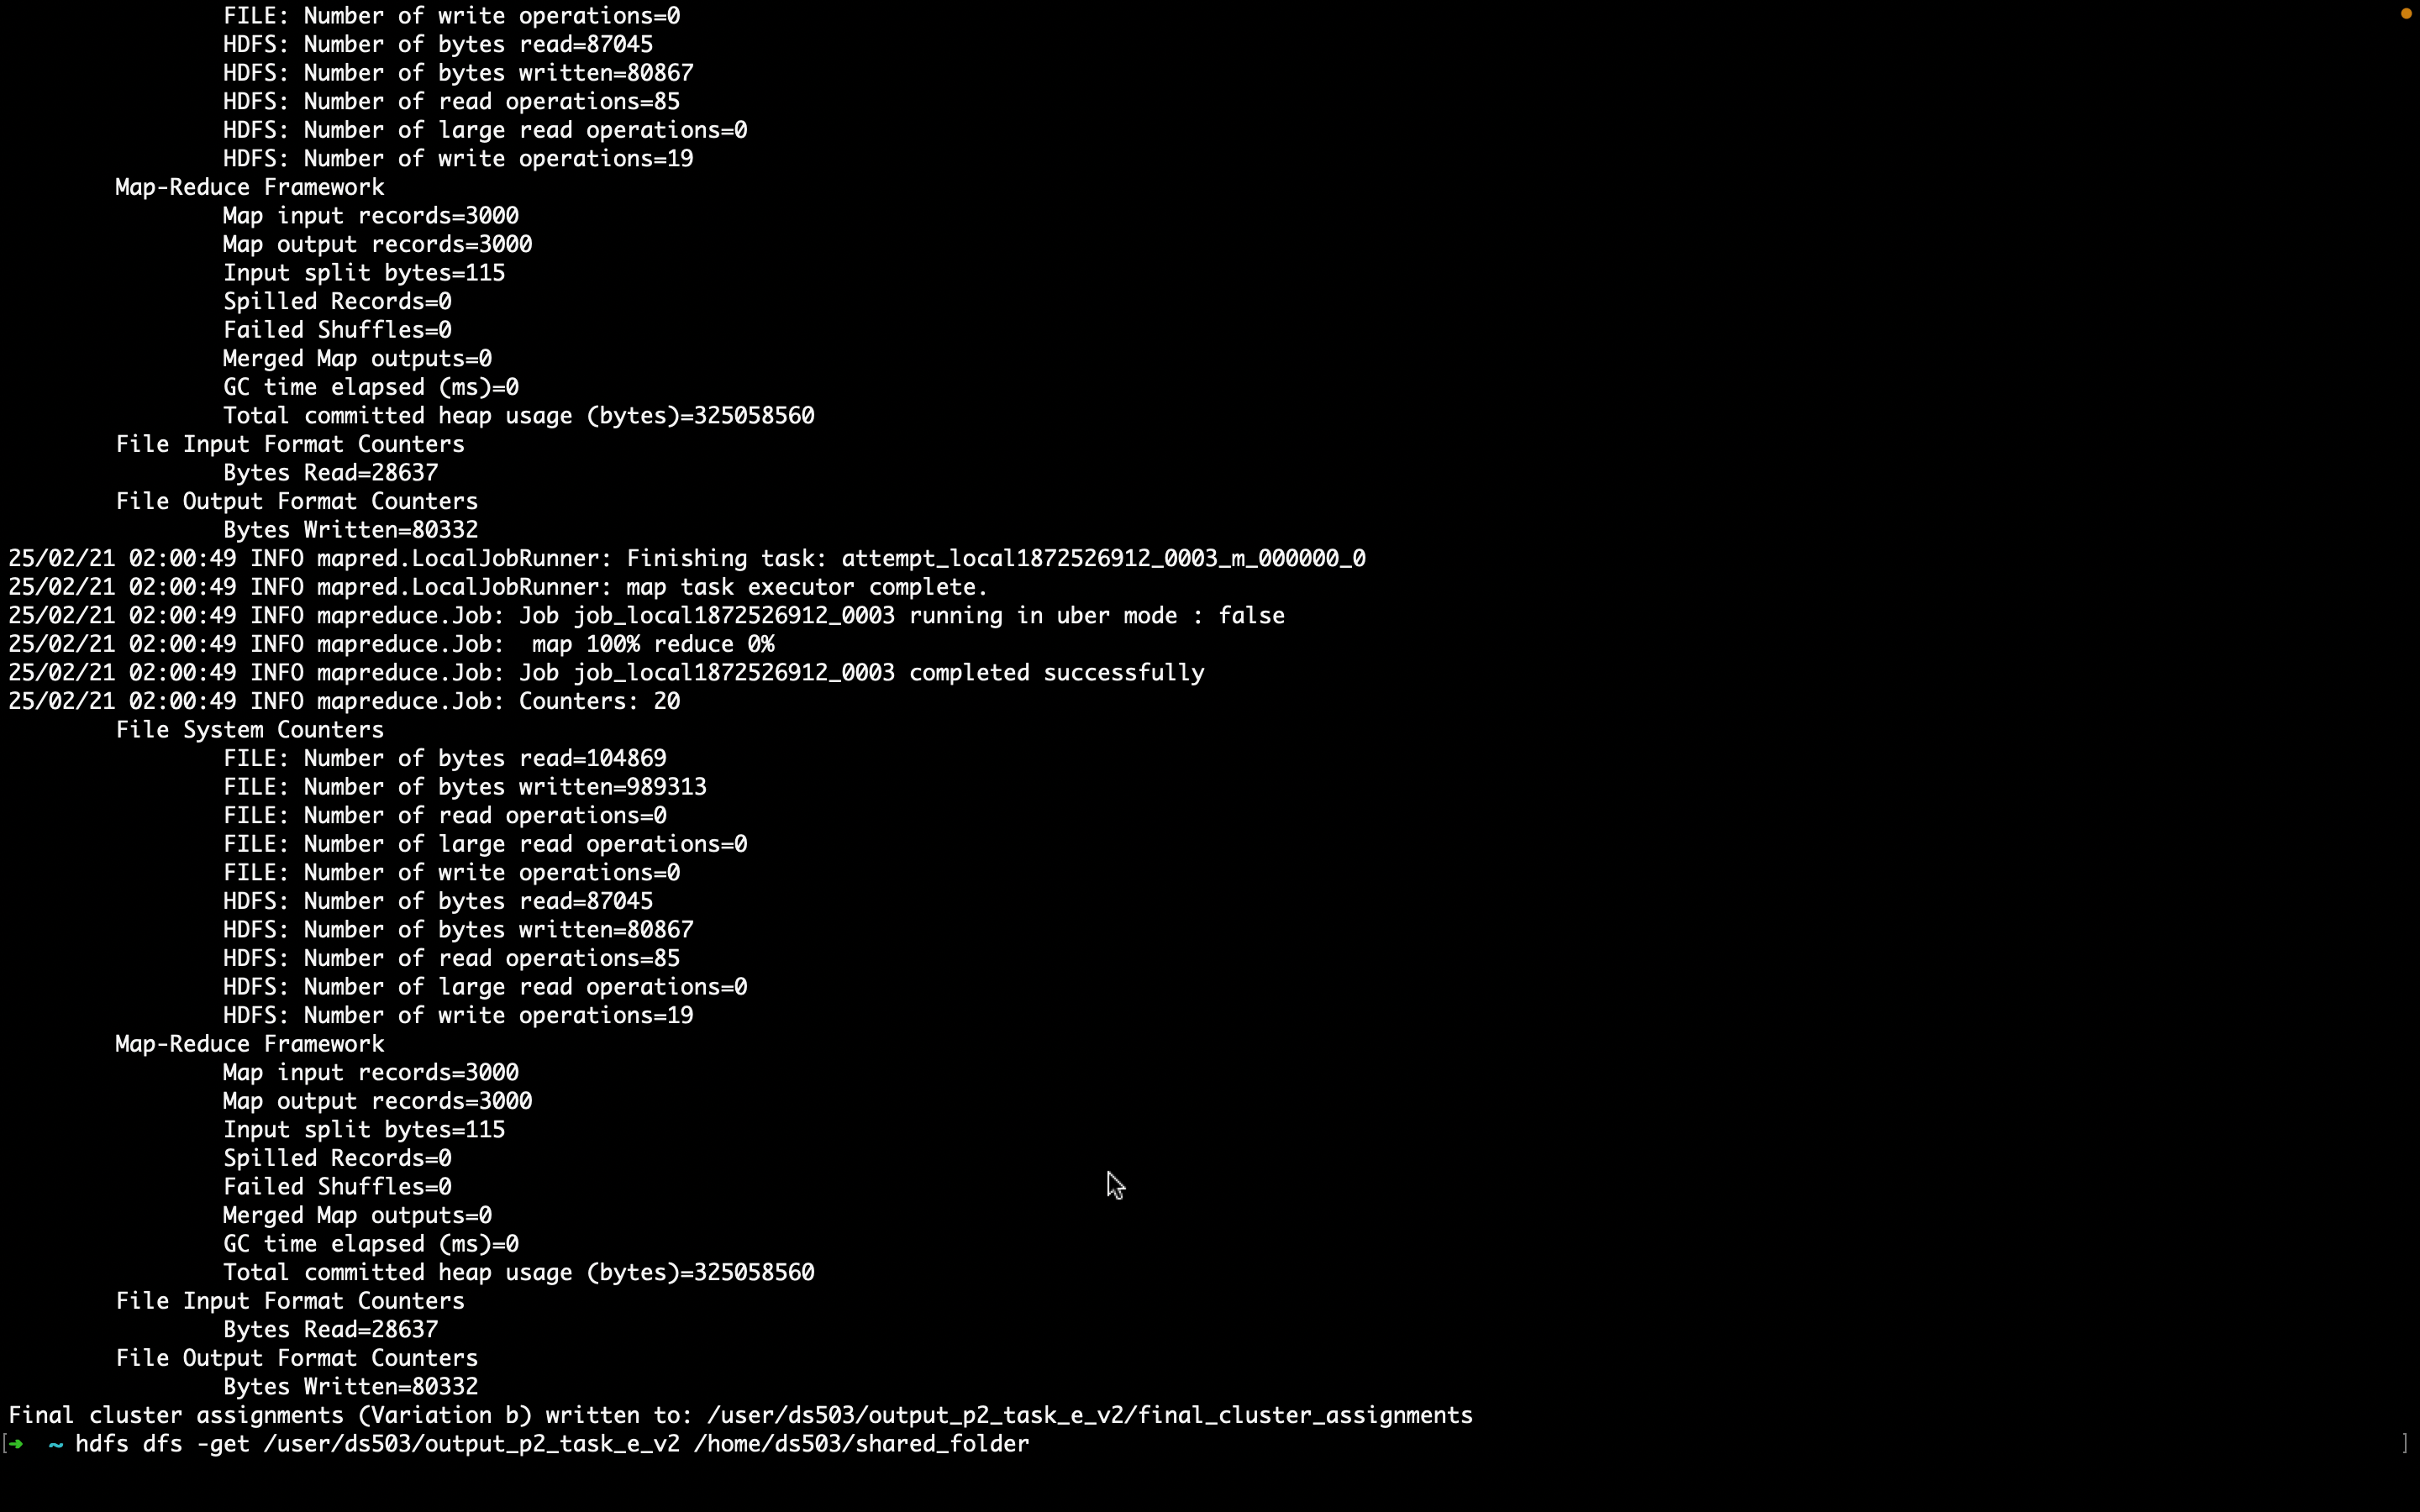 FILE: Number of write operations=0
HDFS: Number of bytes read=87045
HDFS: Number of bytes written=80867
HDFS: Number of read operations=85
HDFS: Number of large read operations=0
HDFS: Number of write operations=19
Map-Reduce Framework
Map input records=3000
Map output records=3000
Input split bytes=115
Spilled Records=0
Failed Shuffles=0
Merged Map outputs=0
GC time elapsed (ms)=0
Total committed heap usage (bytes)=325058560
File Input Format Counters
Bytes Read=28637
File Output Format Counters
Bytes Written=80332
25/02/21 02:00:49 INFO mapred.LocalJobRunner: Finishing task: attempt_local1872526912_0003_m_000000_0
25/02/21 02:00:49 INFO mapred.LocalJobRunner: map task executor complete.
25/02/21 02:00:49 INFO mapreduce.Job: Job job_local1872526912_0003 running in uber mode : false
25/02/21 02:00:49 INFO mapreduce.Job:  map 100% reduce 0%
25/02/21 02:00:49 INFO mapreduce.Job: Job job_local1872526912_0003 completed successfully
25/02/21 02:00:49 INFO mapreduce.Job: Counters: 20
File System Counters
FILE: Number of bytes read=104869
FILE: Number of bytes written=989313
FILE: Number of read operations=0
FILE: Number of large read operations=0
FILE: Number of write operations=0
HDFS: Number of bytes read=87045
HDFS: Number of bytes written=80867
HDFS: Number of read operations=85
HDFS: Number of large read operations=0
HDFS: Number of write operations=19
Map-Reduce Framework
Map input records=3000
Map output records=3000
Input split bytes=115
Spilled Records=0
Failed Shuffles=0
Merged Map outputs=0
GC time elapsed (ms)=0
Total committed heap usage (bytes)=325058560
File Input Format Counters
Bytes Read=28637
File Output Format Counters
Bytes Written=80332
Final cluster assignments (Variation b) written to: /user/ds503/output_p2_task_e_v2/final_cluster_assignments
[➜  ~ hdfs dfs -get /user/ds503/output_p2_task_e_v2 /home/ds503/shared_folder ]